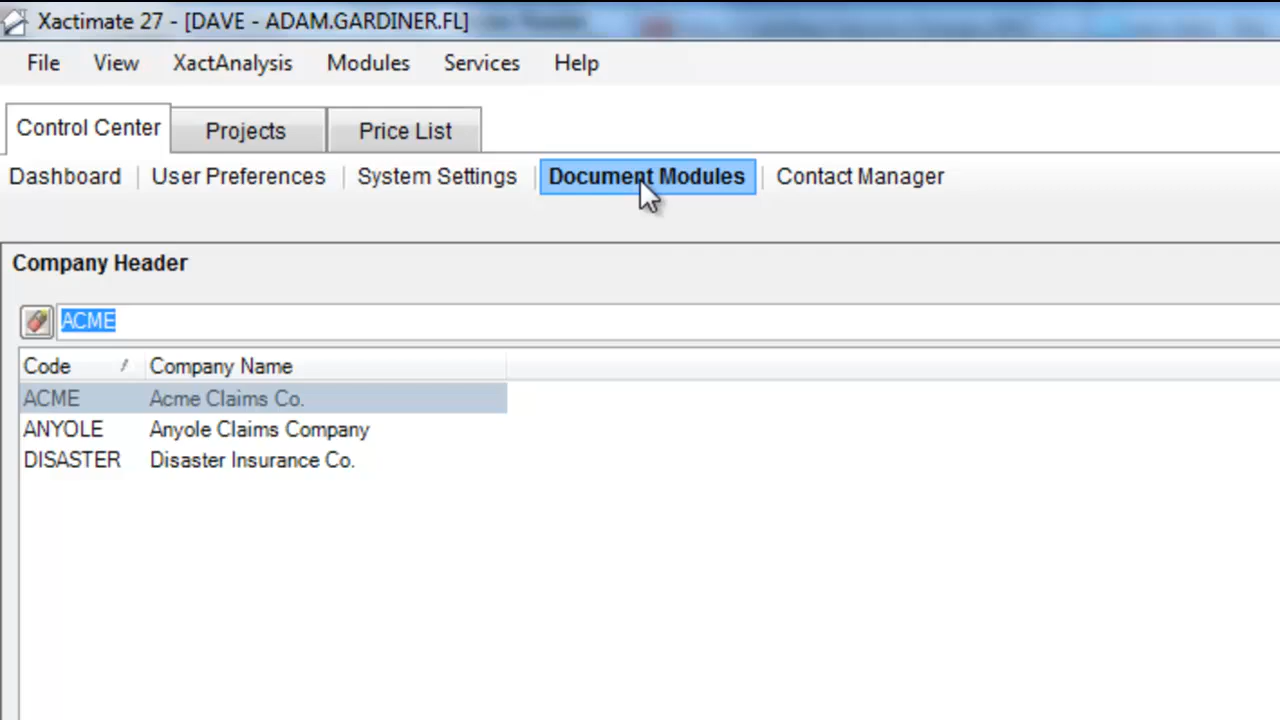 Xactimate 27 - [DAVE - ADAM.GARDINER.FL]
File View XactAnalysis Modules Services Help
Control Center Projects Price List
Dashboard User Preferences System Settings Document Modules Contact Manager
Company Header
ACME
Code Company Name
ACME Acme Claims Co.
ANYOLE Anyole Claims Company
DISASTER Disaster Insurance Co.